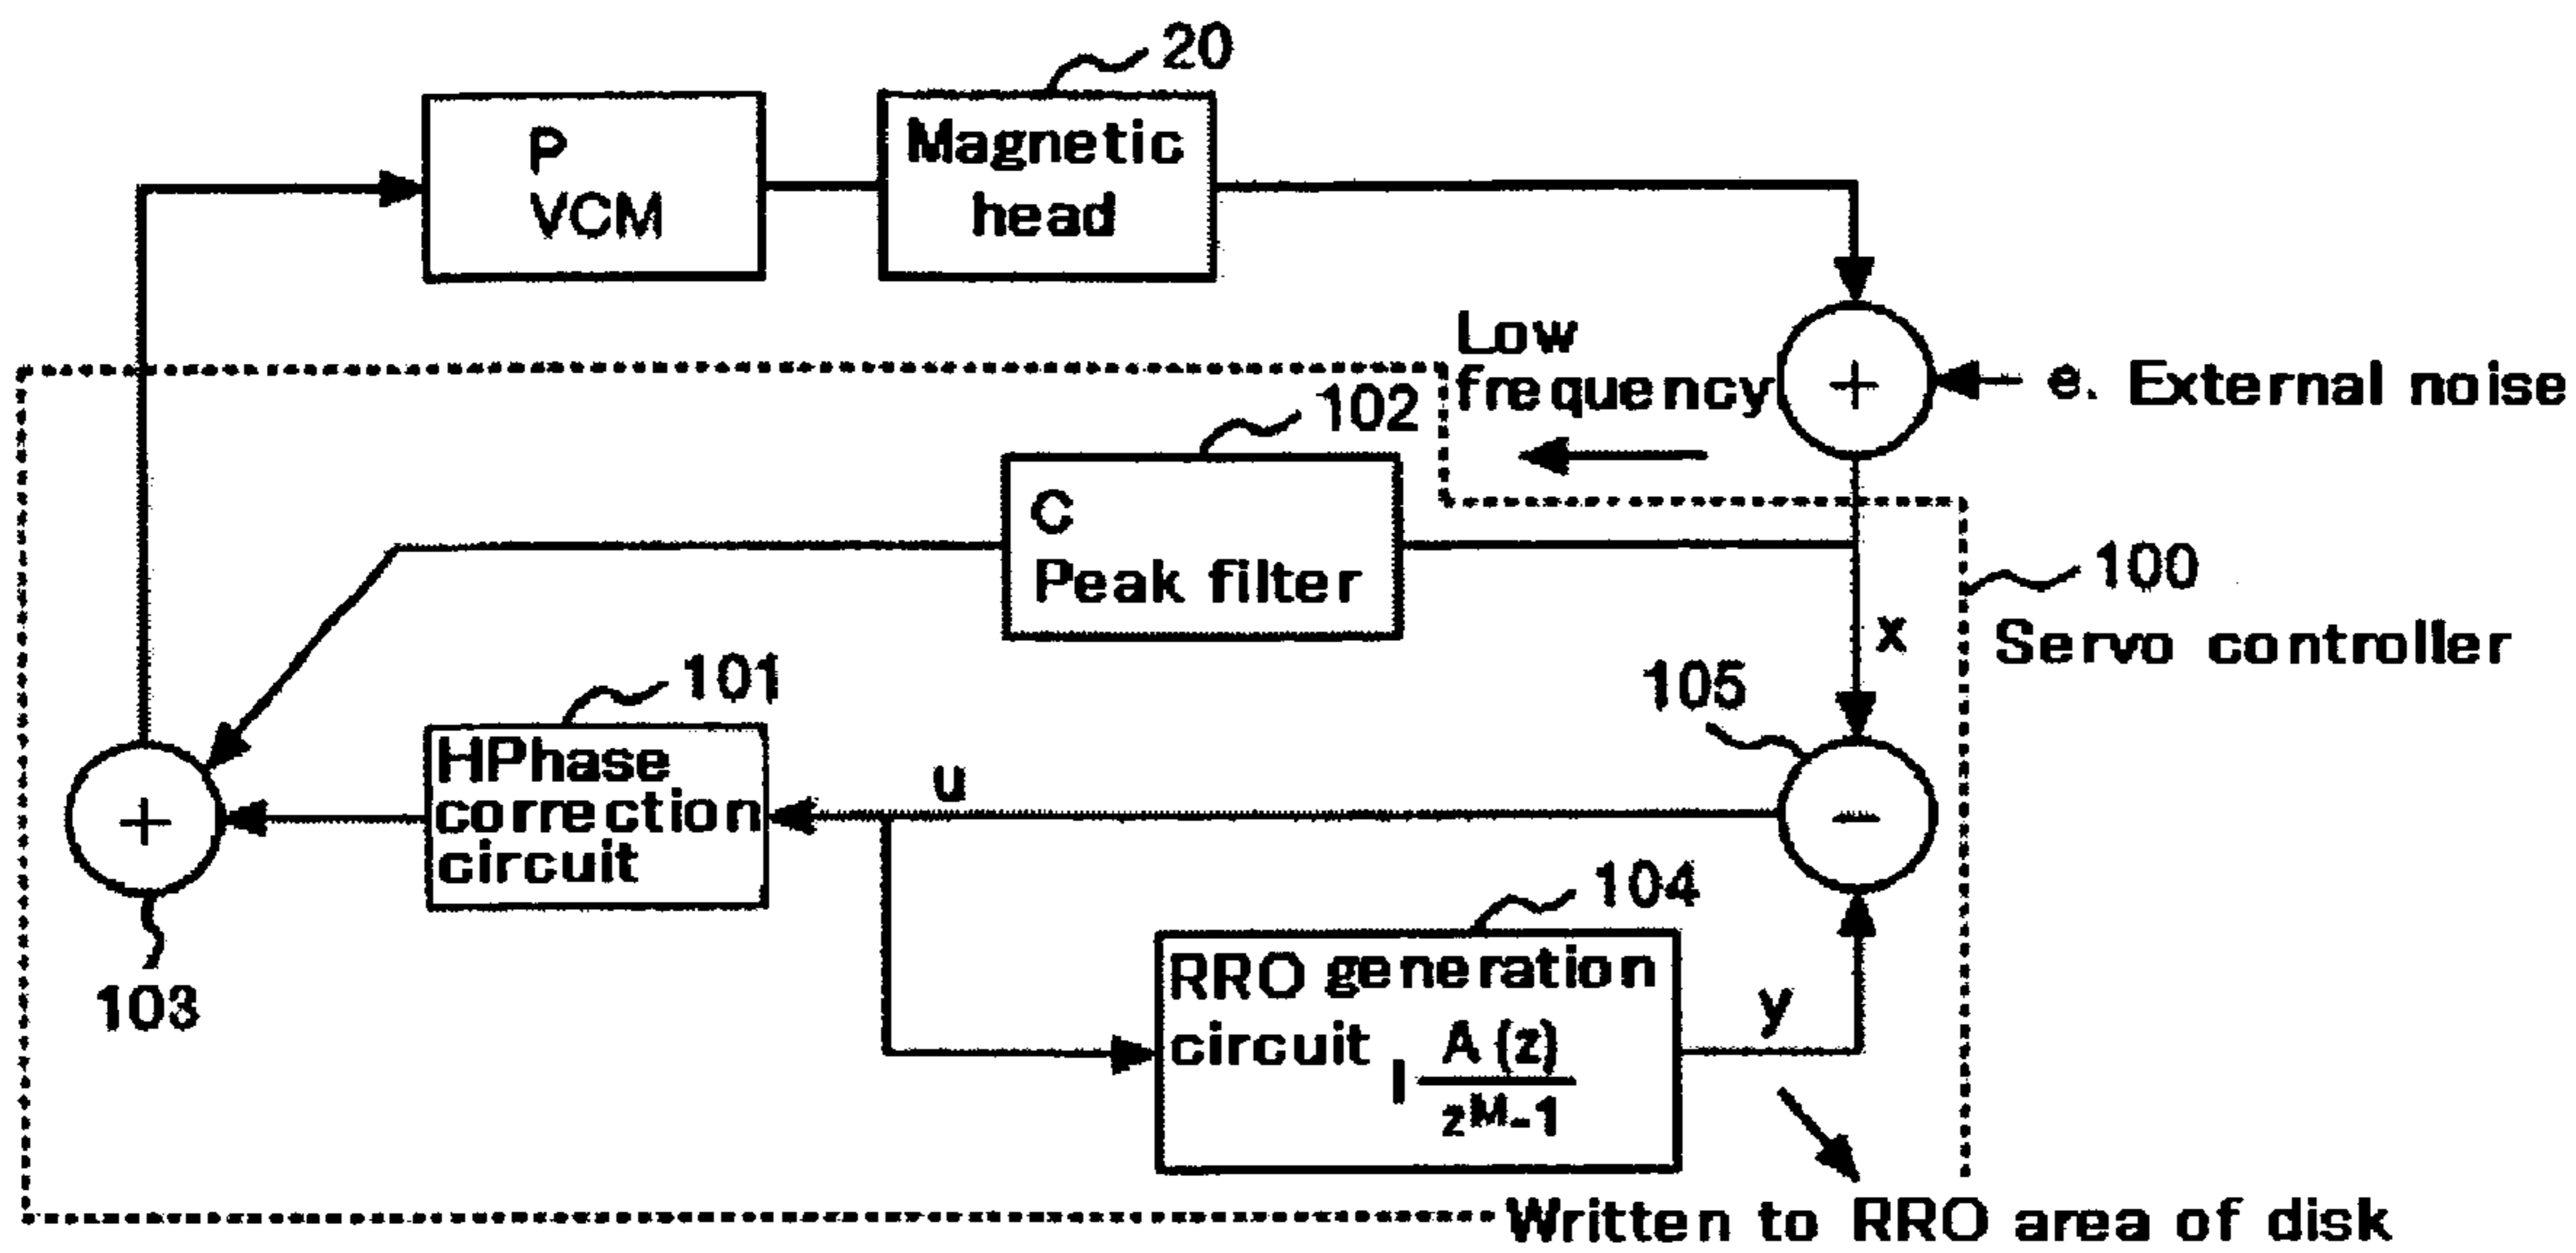 20
P
VCM
Magnetic
head
Low
frequency
+
e. External noise
102
C
Peak filter
100
Servo controller
x
105
101
HPhase
correction
circuit
u
+
-
103
104
RRO generation
circuit I A(z)
z^M-1
y
Written to RRO area of disk